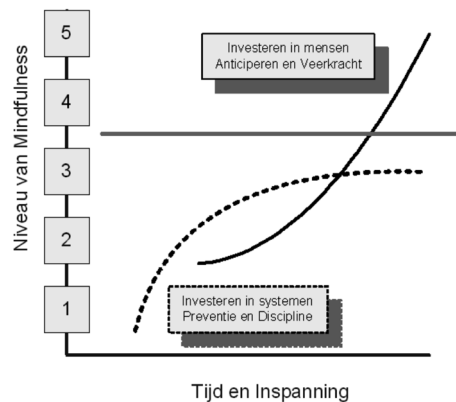 Niveau van Mindfulness
5
4
3
2
1
Investeren in mensen
Anticiperen en Veerkracht
Investeren in systemen
Preventie en Discipline
Tijd en Inspanning